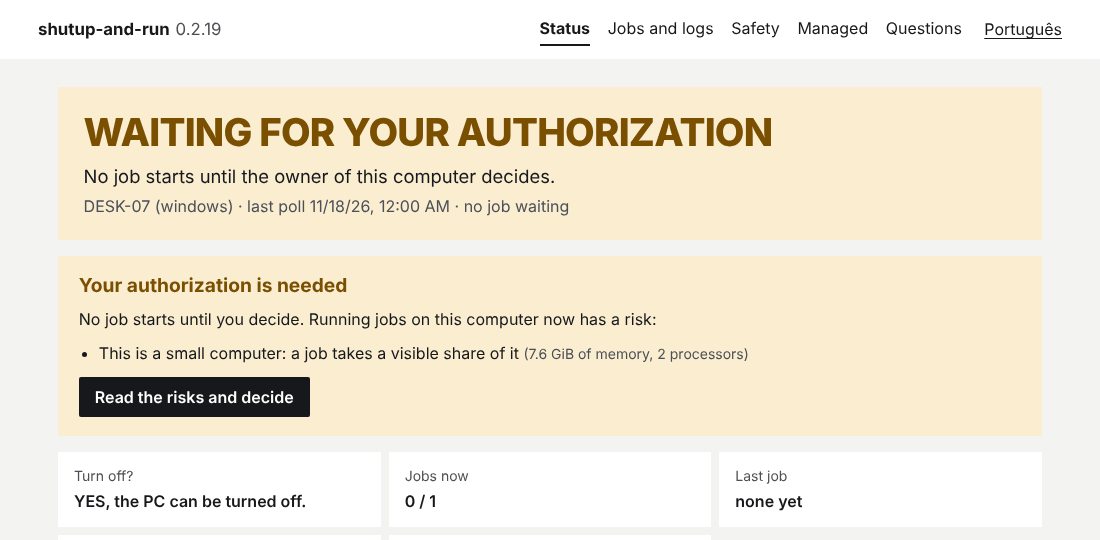 shutup-and-run 0.2.19
Status Jobs and logs Safety Managed Questions Português
WAITING FOR YOUR AUTHORIZATION
No job starts until the owner of this computer decides.
DESK-07 (windows) · last poll 11/18/26, 12:00 AM · no job waiting
Your authorization is needed
No job starts until you decide. Running jobs on this computer now has a risk:
• This is a small computer: a job takes a visible share of it (7.6 GiB of memory, 2 processors)
Read the risks and decide
Turn off?
YES, the PC can be turned off.
Jobs now
0 / 1
Last job
none yet